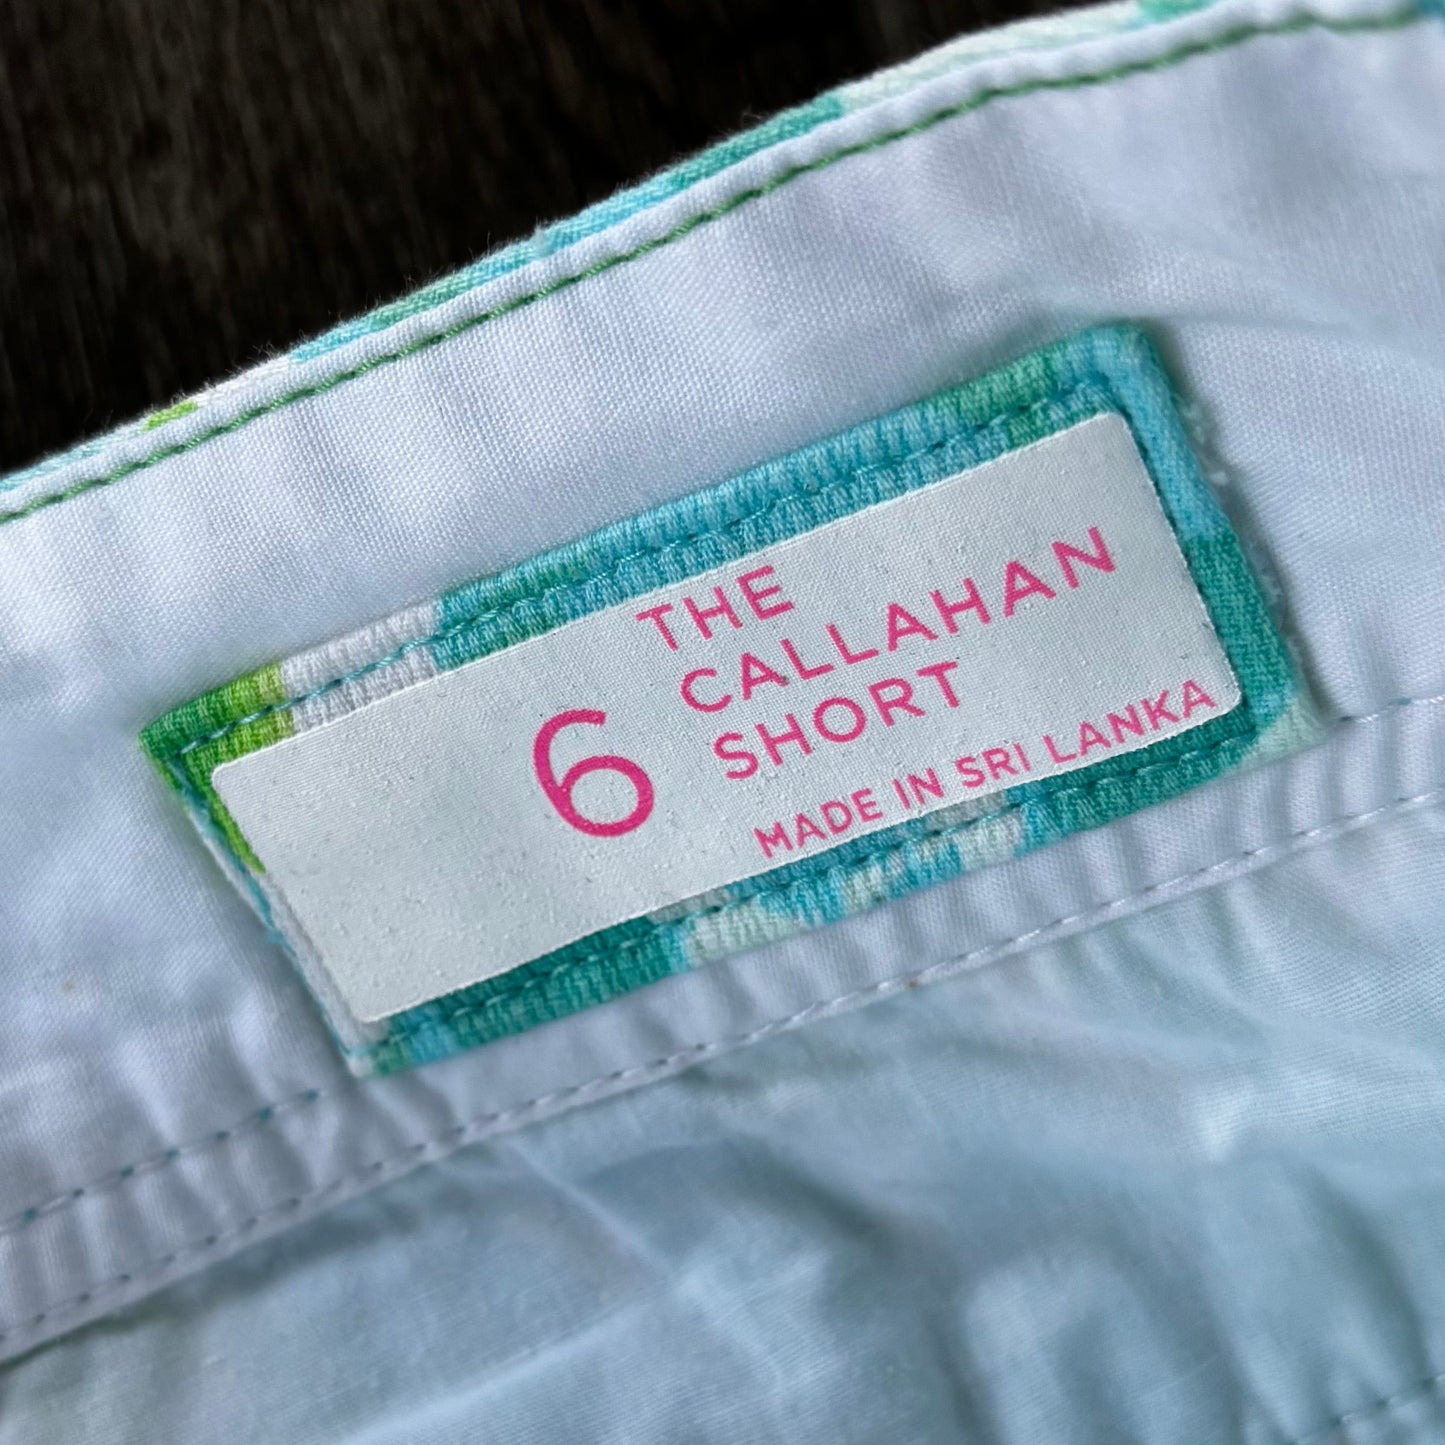 6
THE
CALLAHAN
SHORT
MADE IN SRI LANKA